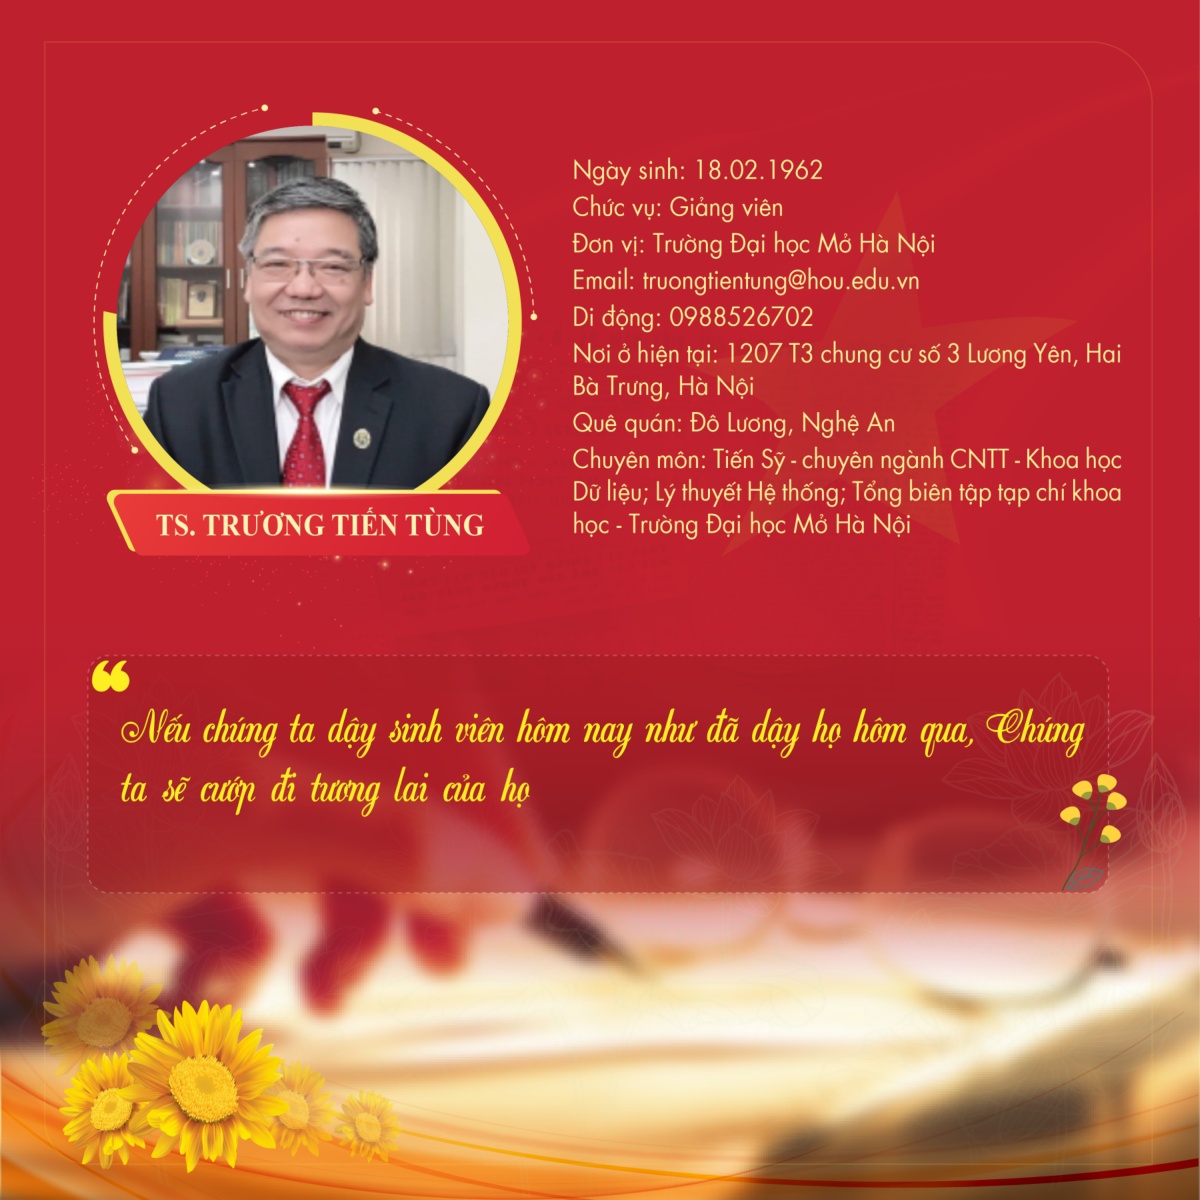 Ngày sinh: 18.02.1962
Chức vụ: Giảng viên
Đơn vị: Trường Đại học Mở Hà Nội
Email: truongtientung@hou.edu.vn
Di động: 0988526702
Nơi ở hiện tại: 1207 T3 chung cư số 3 Lương Yên, Hai
Bà Trưng, Hà Nội
Quê quán: Đô Lương, Nghệ An
Chuyên môn: Tiến Sỹ - chuyên ngành CNTT - Khoa học
Dữ liệu; Lý thuyết Hệ thống; Tổng biên tập tạp chí khoa
học - Trường Đại học Mở Hà Nội
TS. TRƯƠNG TIẾN TÙNG
❝
Nếu chúng ta dậy sinh viên hôm nay như đã dậy họ hôm qua, Chúng
ta sẽ cướp đi tương lai của họ